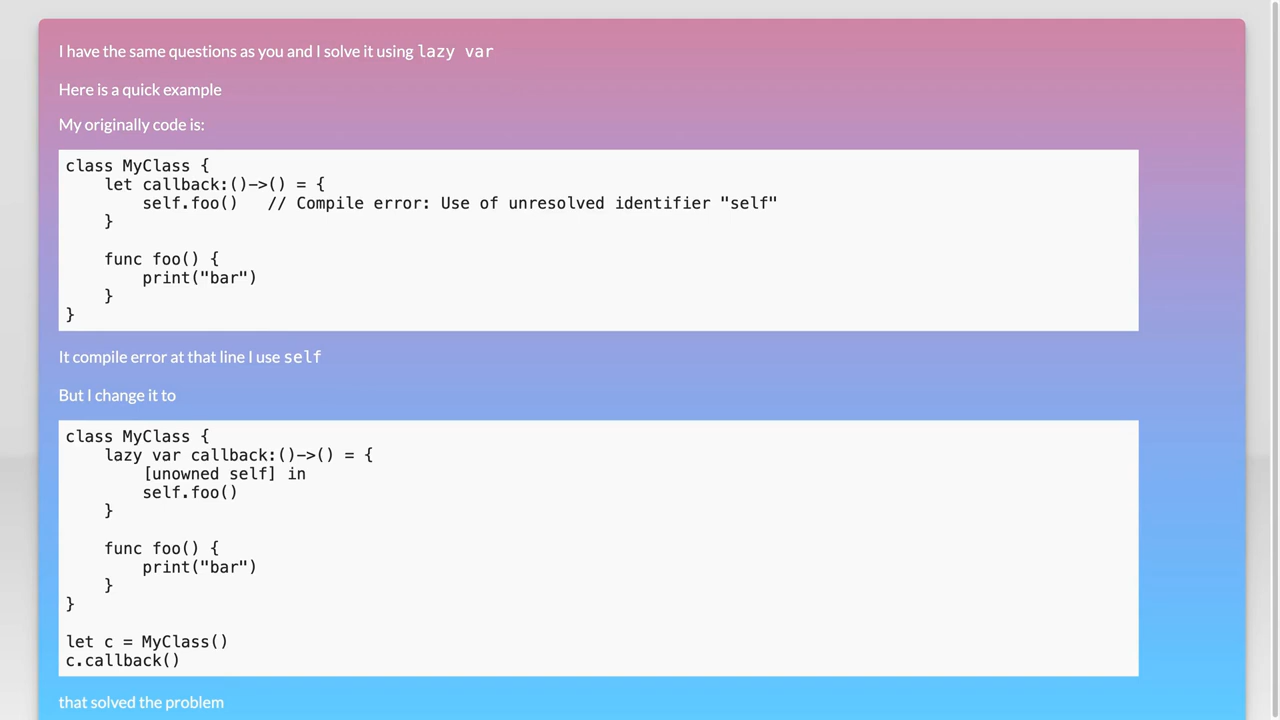 I have the same questions as you and I solve it using lazy var
Here is a quick example
My originally code is:
class MyClass {
    let callback:()->() = {
        self.foo()   // Compile error: Use of unresolved identifier "self"
    }

    func foo() {
        print("bar")
    }
}
It compile error at that line I use self
But I change it to
class MyClass {
    lazy var callback:()->() = {
        [unowned self] in
        self.foo()
    }

    func foo() {
        print("bar")
    }
}

let c = MyClass()
c.callback()
that solved the problem